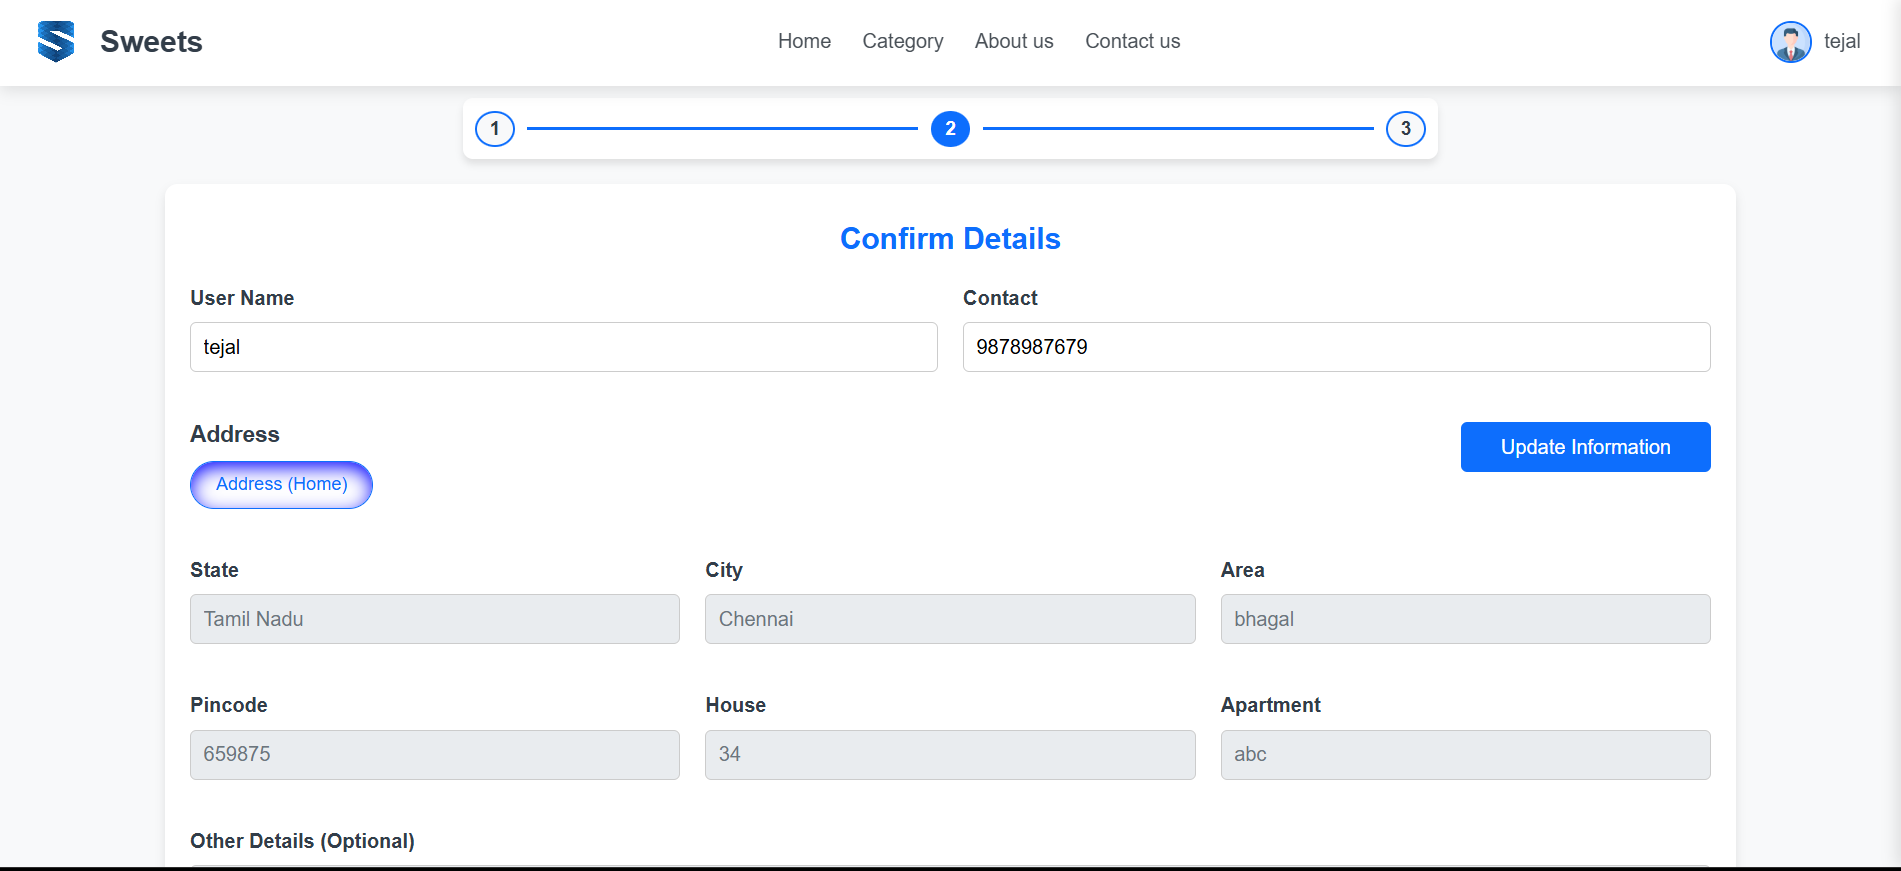 Sweets
Home Category About us Contact us
tejal
1 2 3
Confirm Details
User Name Contact
tejal 9878987679
Address
Update Information
Address (Home)
State City Area
Tamil Nadu Chennai bhagal
Pincode House Apartment
659875 34 abc
Other Details (Optional)